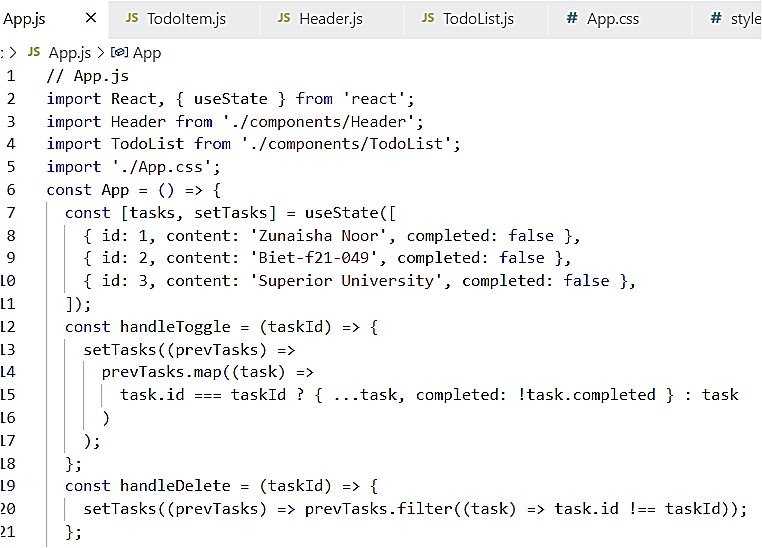 App.js × JS TodoItem.js JS Header.js JS TodoList.js # App.css # style
: > JS App.js > App
1 // App.js
2 import React, { useState } from 'react';
3 import Header from './components/Header';
4 import TodoList from './components/TodoList';
5 import './App.css';
6 const App = () => {
7 const [tasks, setTasks] = useState([
8 { id: 1, content: 'Zunaisha Noor', completed: false },
9 { id: 2, content: 'Biet-f21-049', completed: false },
10 { id: 3, content: 'Superior University', completed: false },
11 ]);
12 const handleToggle = (taskId) => {
13 setTasks((prevTasks) =>
14 prevTasks.map((task) =>
15 task.id === taskId ? { ...task, completed: !task.completed } : task
16 )
17 );
18 };
19 const handleDelete = (taskId) => {
20 setTasks((prevTasks) => prevTasks.filter((task) => task.id !== taskId));
21 };